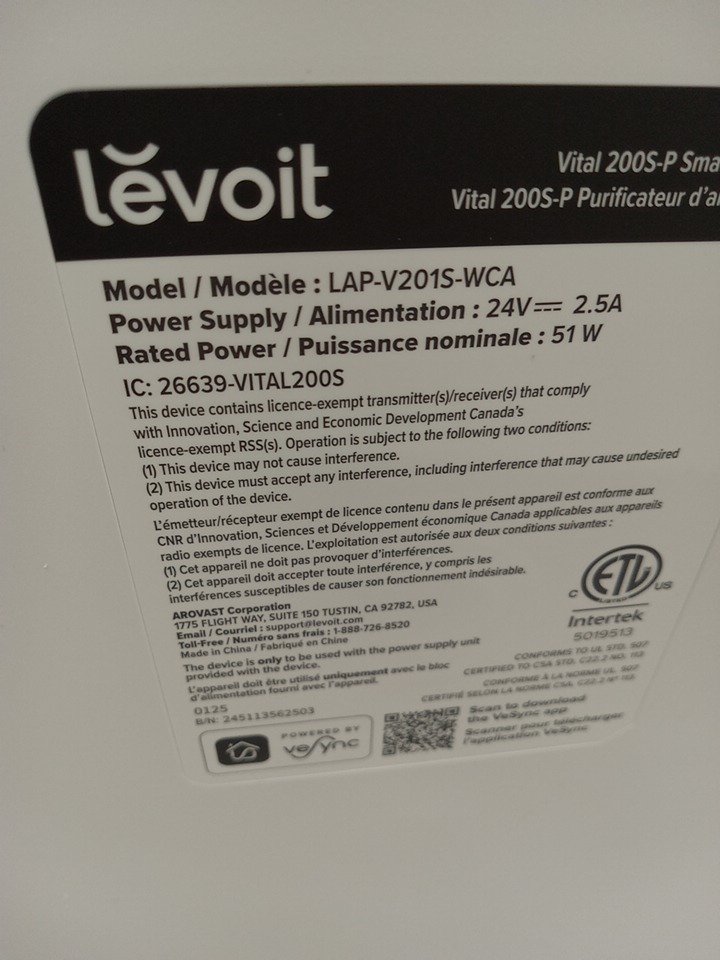 levoit
Vital 200S-P
Vital 200S-P Purificateur
Model / Modèle : LAP-V201S-WCA
Power Supply / Alimentation : 24V⎓ 2.5A
Rated Power / Puissance nominale : 51 W
IC: 26639-VITAL200S
This device contains licence-exempt transmitter(s)/receiver(s) that comply
with Innovation, Science and Economic Development Canada's
licence-exempt RSS(s). Operation is subject to the following two conditions:
(1) This device may not cause interference.
(2) This device must accept any interference, including interference that may cause undesired
operation of the device.
L'émetteur/récepteur exempt de licence contenu dans le présent appareil est conforme aux
CNR d'Innovation, Sciences et Développement économique Canada applicables aux appareils
radio exempts de licence. L'exploitation est autorisée aux deux conditions suivantes :
(1) Cet appareil ne doit pas provoquer d'interférences.
(2) Cet appareil doit accepter toute interférence, y compris les
interférences susceptibles de causer son fonctionnement indésirable.
C ETL US
LISTED
Intertek
5019513
AROVAST Corporation
1775 FLIGHT WAY, SUITE 150 TUSTIN, CA 92782, USA
Email / Courriel : support@levoit.com
Toll-Free / Numéro sans frais : 1-888-726-8520
Made in China / Fabriqué en Chine
The device is only to be used with the power supply unit
provided with the device.
L'appareil doit être utilisé uniquement avec le bloc
d'alimentation fourni avec l'appareil.
CONFORMS TO UL STD. 507
CERTIFIED TO CSA STD. C22.2 NO. 113
CONFORME À LA NORME UL 507
CERTIFIÉ SELON LA NORME CSA C22.2 Nº 113
0125
B/N: 245113562503
POWERED BY
vesync
Scan to download
the VeSync app
Scanner pour télécharger
l'application VeSync